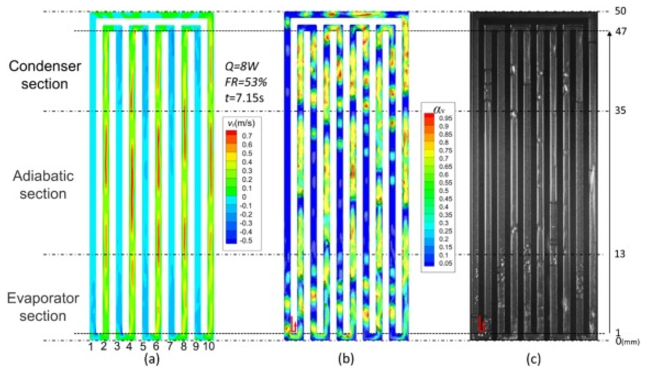 50
47
Condenser
section
Q=8W
FR=53%
t=7.15s
35
vᵧ(m/s)
0.7
0.6
0.5
0.4
0.3
0.2
0.1
0
-0.1
-0.2
-0.3
-0.4
-0.5
αᵥ
0.95
0.9
0.85
0.8
0.75
0.7
0.65
0.6
0.55
0.5
0.45
0.4
0.35
0.3
0.25
0.2
0.15
0.1
0.05
Adiabatic
section
13
Evaporator
section
1
0(mm)
1 2 3 4 5 6 7 8 9 10
(a) (b) (c)